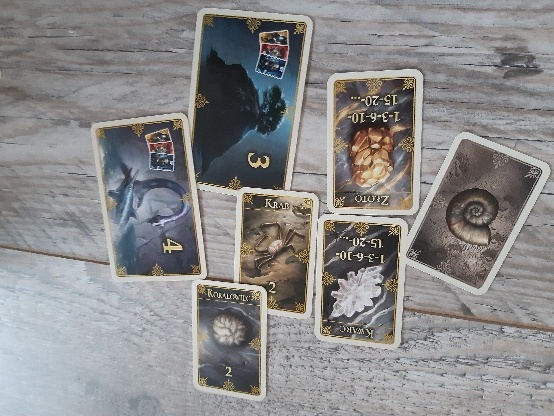 3
1-3-6-10-
15-20-...
ZŁOTO
4
KRAB
2
1-3-6-10-
15-20-...
KWARC
KORALOWIEC
2